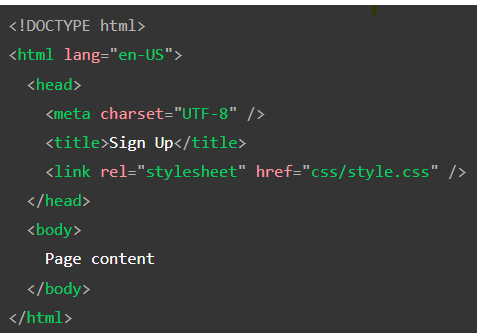 <!DOCTYPE html>
<html lang="en-US">
<head>
<meta charset="UTF-8" />
<title>Sign Up</title>
<link rel="stylesheet" href="css/style.css" />
</head>
<body>
Page content
</body>
</html>